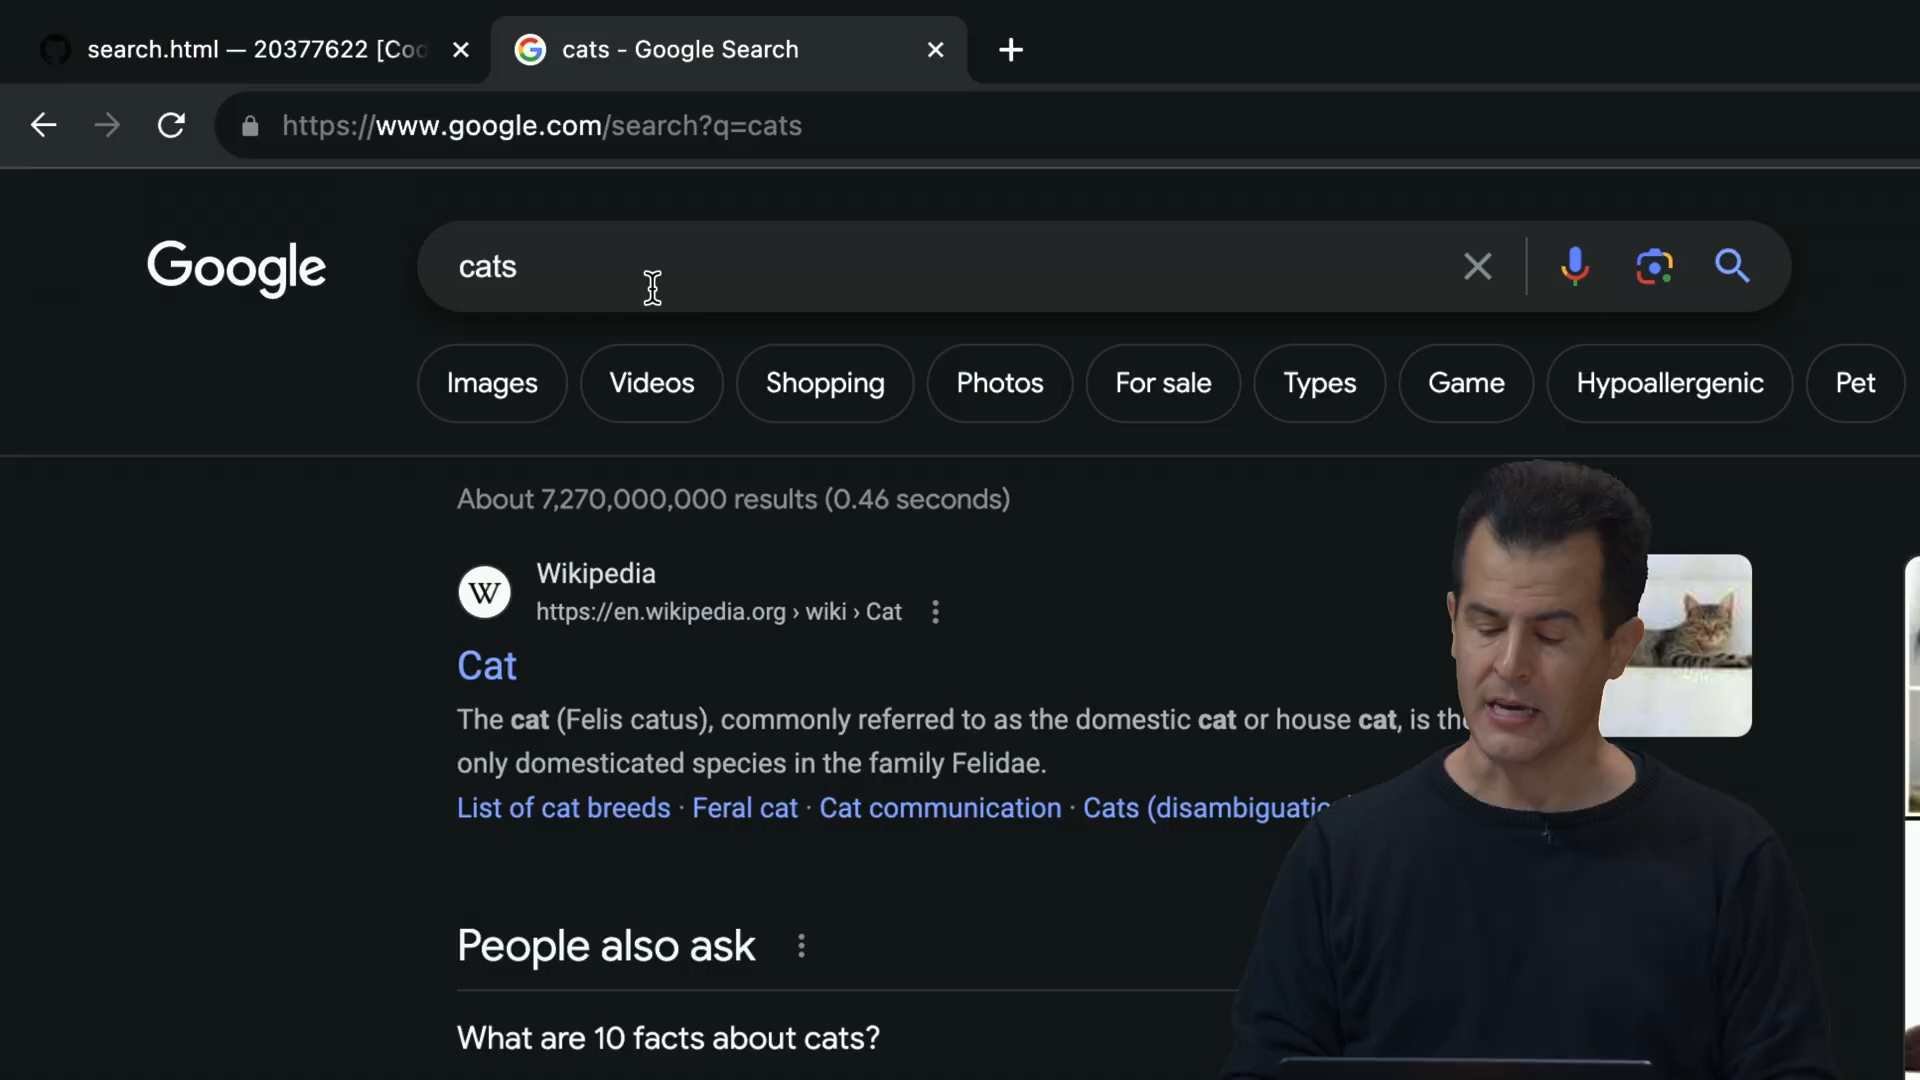 search.html — 20377622 [Cod
cats - Google Search
https://www.google.com/search?q=cats
Google
cats
Images
Videos
Shopping
Photos
For sale
Types
Game
Hypoallergenic
Pet
About 7,270,000,000 results (0.46 seconds)
W
Wikipedia
https://en.wikipedia.org › wiki › Cat
Cat
The cat (Felis catus), commonly referred to as the domestic cat or house cat, is the
only domesticated species in the family Felidae.
List of cat breeds · Feral cat · Cat communication · Cats (disambiguatio
People also ask
What are 10 facts about cats?